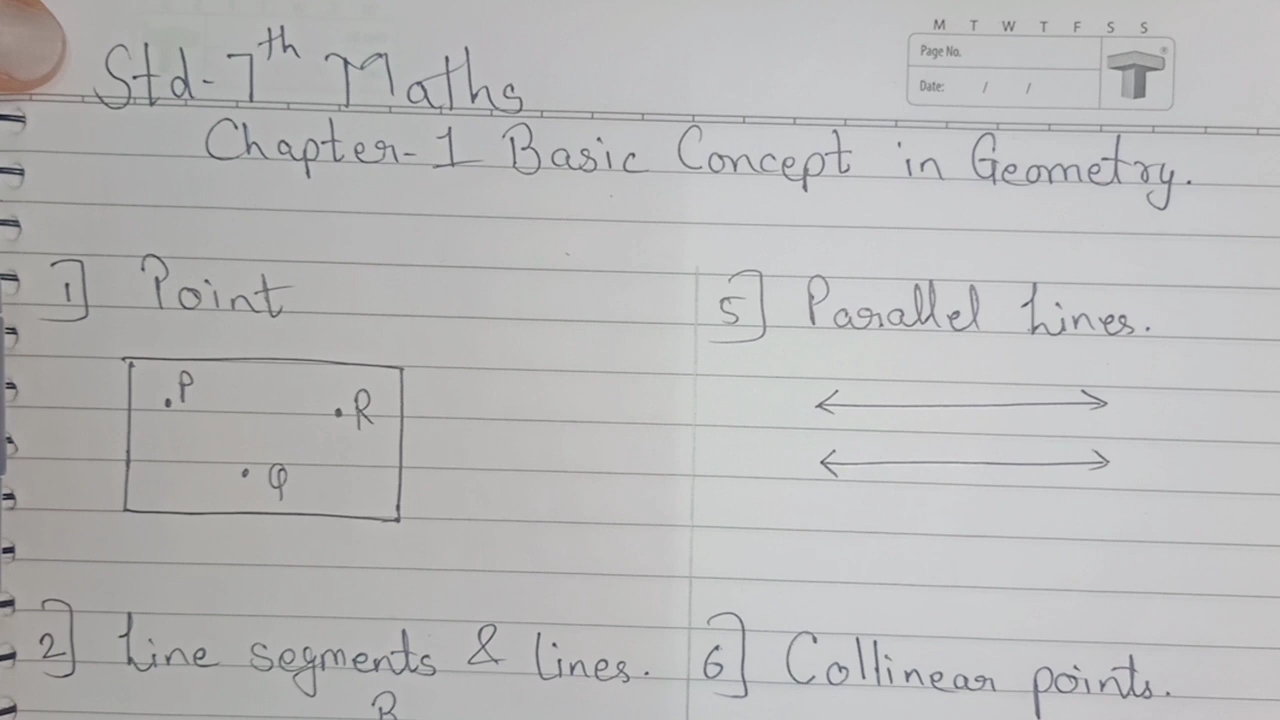 M T W T F S S
Page No.
Date: / /
T ®
Std-7th Maths
Chapter-1 Basic Concept in Geometry.
1] Point
P
R
Q
5] Parallel Lines.
2] Line segments & lines.
B
6] Collinear points.